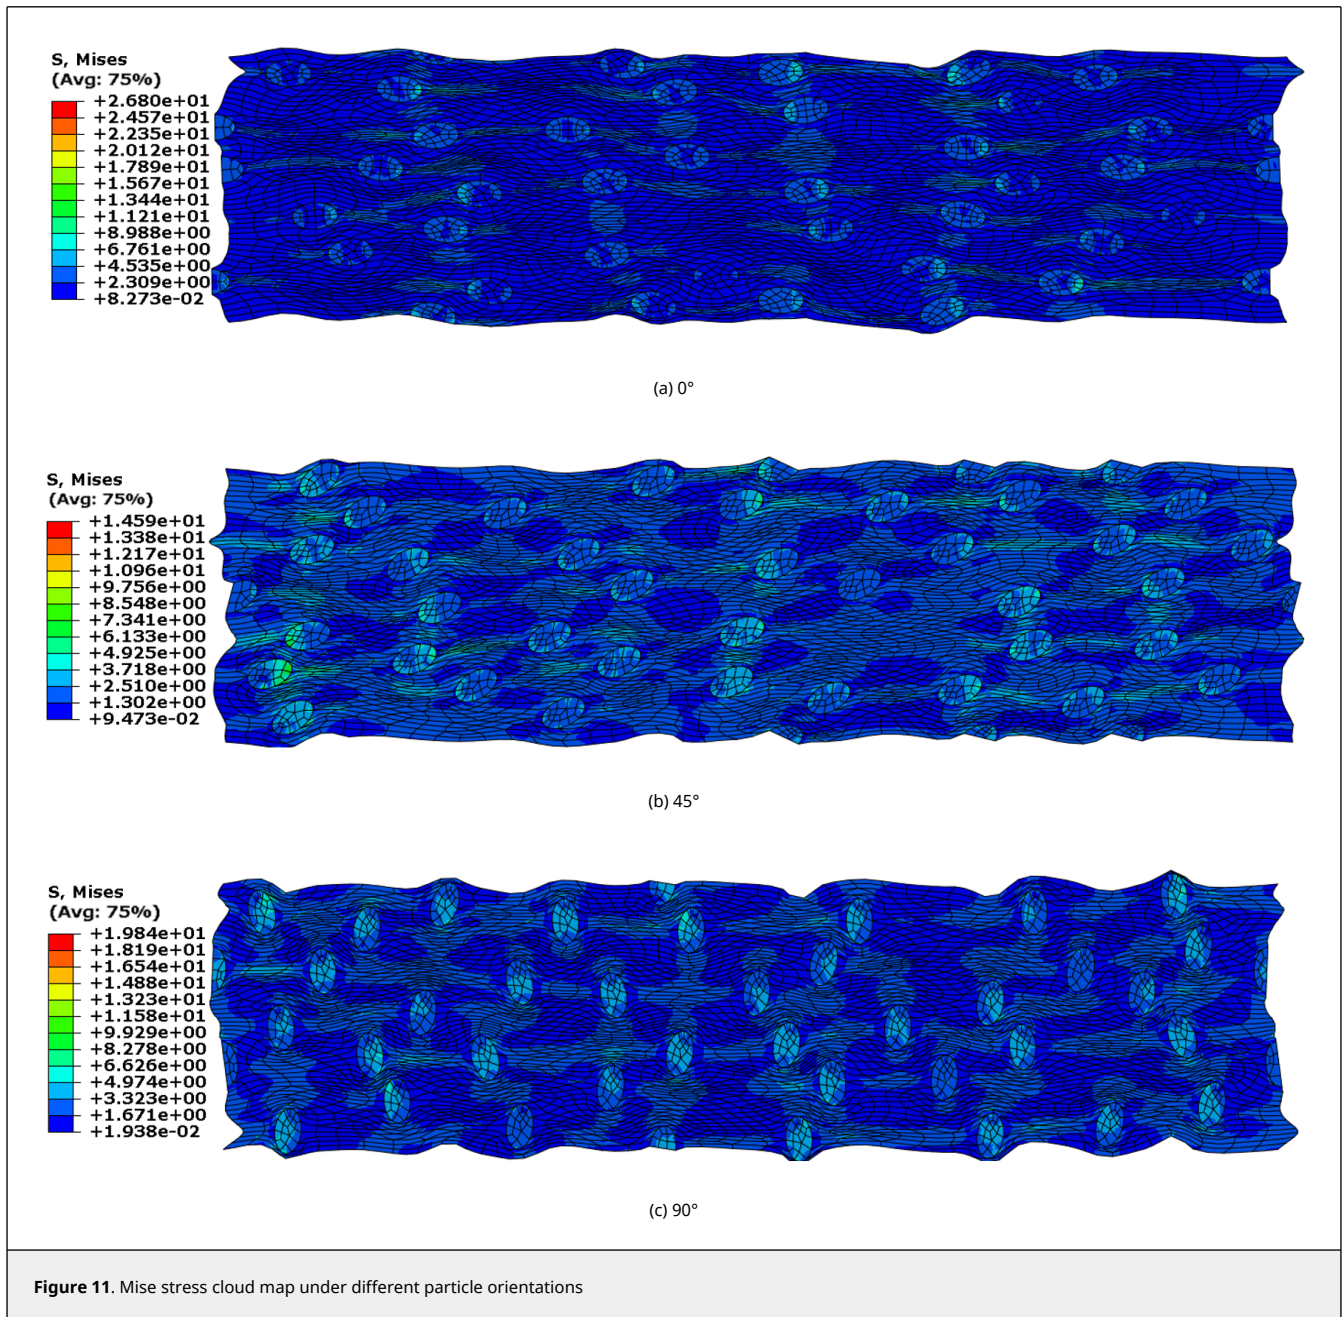 S, Mises
(Avg: 75%)
+2.680e+01
+2.457e+01
+2.235e+01
+2.012e+01
+1.789e+01
+1.567e+01
+1.344e+01
+1.121e+01
+8.988e+00
+6.761e+00
+4.535e+00
+2.309e+00
+8.273e-02
(a) 0°
S, Mises
(Avg: 75%)
+1.459e+01
+1.338e+01
+1.217e+01
+1.096e+01
+9.756e+00
+8.548e+00
+7.341e+00
+6.133e+00
+4.925e+00
+3.718e+00
+2.510e+00
+1.302e+00
+9.473e-02
(b) 45°
S, Mises
(Avg: 75%)
+1.984e+01
+1.819e+01
+1.654e+01
+1.488e+01
+1.323e+01
+1.158e+01
+9.929e+00
+8.278e+00
+6.626e+00
+4.974e+00
+3.323e+00
+1.671e+00
+1.938e-02
(c) 90°
Figure 11. Mise stress cloud map under different particle orientations